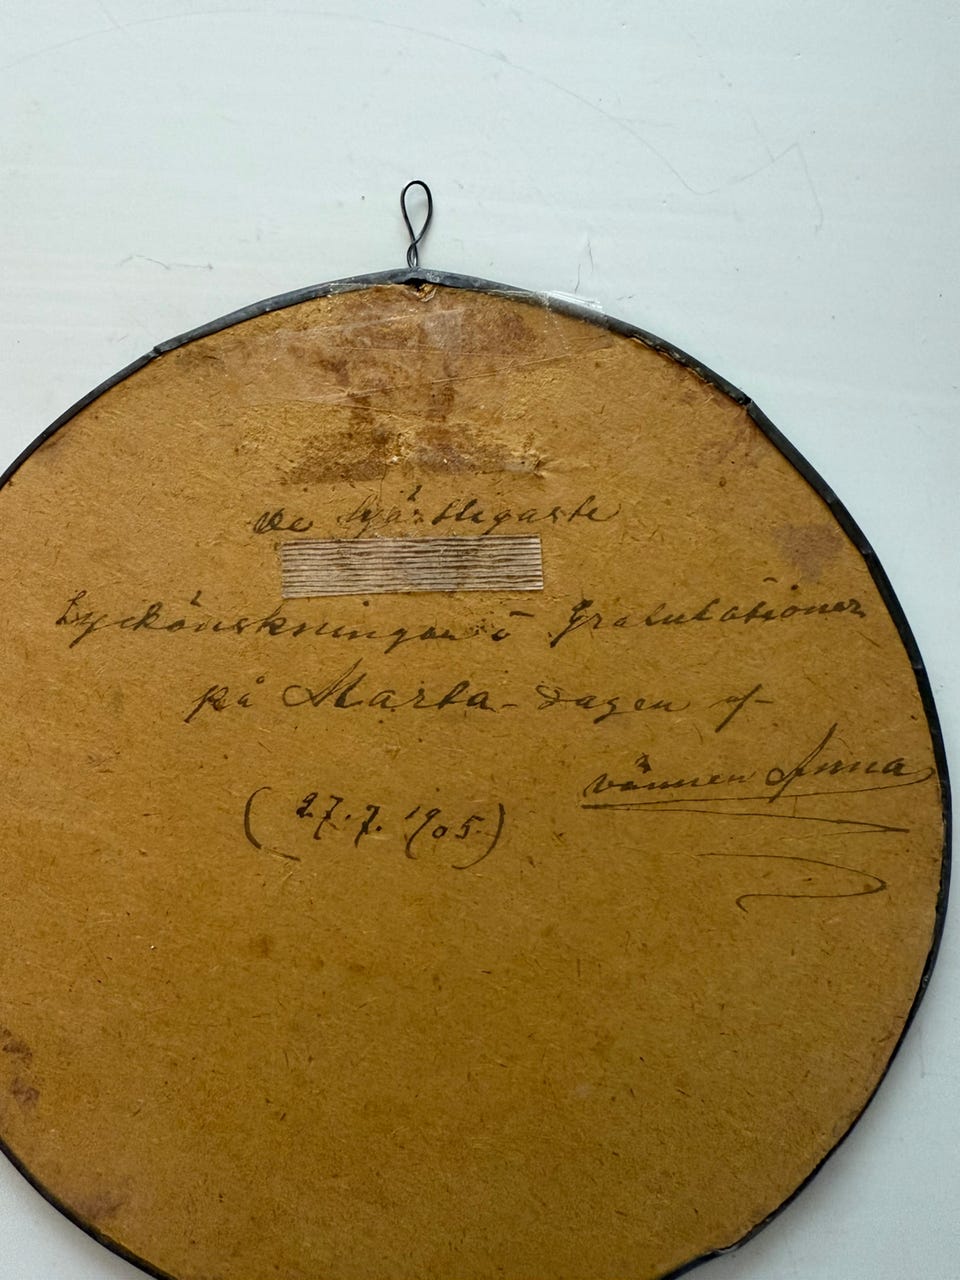 De hjärtligaste
Lyckönskningar o Gratulationer
på Marta-dagen af
vännen Anna
(27.7.1905)